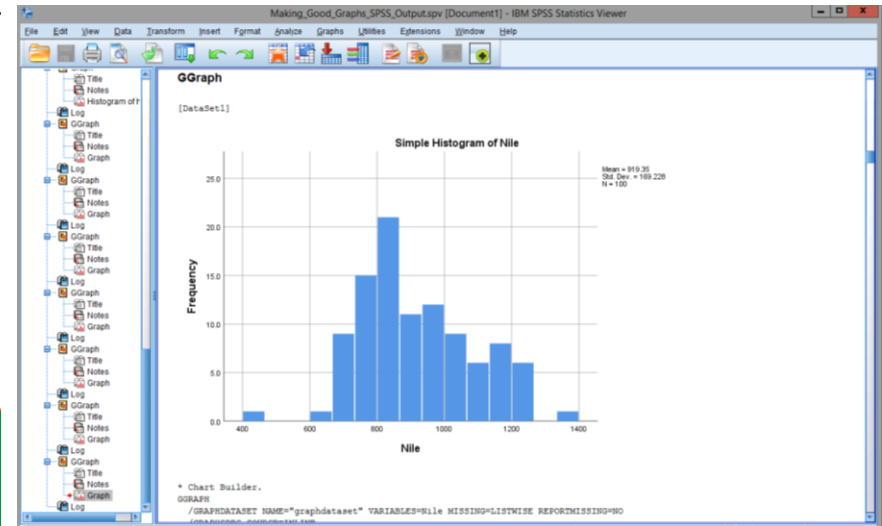 Making_Good_Graphs_SPSS_Output.spv [Document1] - IBM SPSS Statistics Viewer
File Edit View Data Transform Insert Format Analyze Graphs Utilities Extensions Window Help
Title
Notes
Histogram of
Log
GGraph
Title
Notes
Graph
Log
GGraph
Title
Notes
Graph
Log
GGraph
Title
Notes
Graph
Log
GGraph
Title
Notes
Graph
Log
GGraph
Title
Notes
Graph
Log
GGraph
Title
Notes
Graph
Log
GGraph
Title
Notes
Graph
Log
GGraph
[DataSet1]
Simple Histogram of Nile
Mean = 919.35
Std. Dev. = 169.228
N = 100
Frequency
25.0
20.0
15.0
10.0
5.0
0.0
400 600 800 1000 1200 1400
Nile
* Chart Builder.
GGRAPH
/GRAPHDATASET NAME="graphdataset" VARIABLES=Nile MISSING=LISTWISE REPORTMISSING=NO